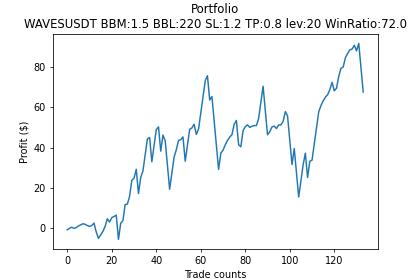 Portfolio
WAVESUSDT BBM:1.5 BBL:220 SL:1.2 TP:0.8 lev:20 WinRatio:72.0
80
60
40
20
0
Profit ($)
0 20 40 60 80 100 120
Trade counts